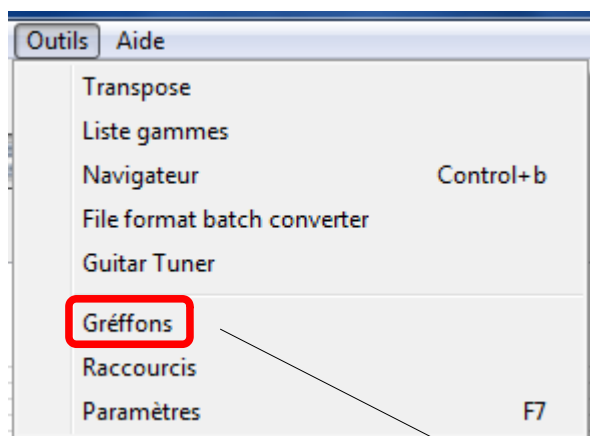 Outils Aide
Transpose
Liste gammes
Navigateur Control+b
File format batch converter
Guitar Tuner
Gréffons
Raccourcis
Paramètres F7